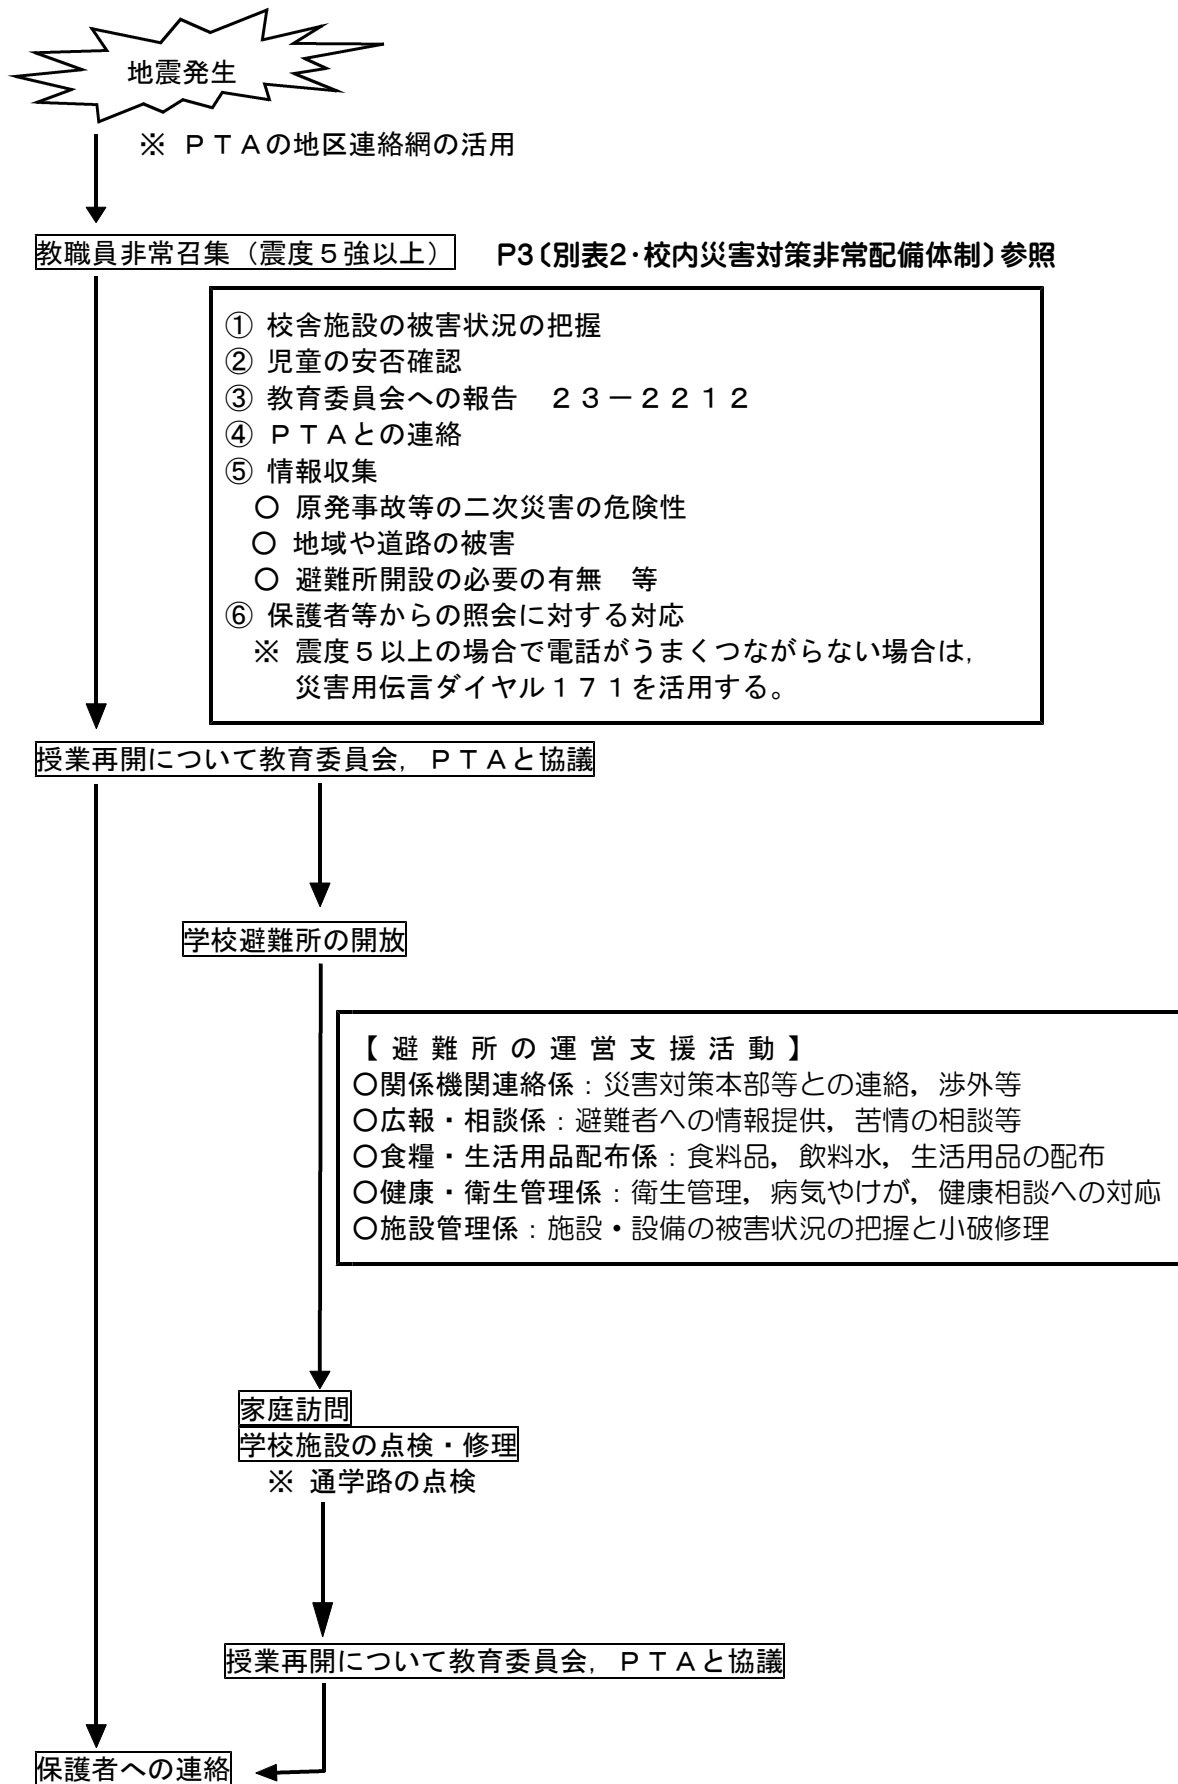 地震発生
※ ＰＴＡの地区連絡網の活用
教職員非常召集（震度５強以上） P3〔別表2・校内災害対策非常配備体制〕参照
① 校舎施設の被害状況の把握
② 児童の安否確認
③ 教育委員会への報告　２３－２２１２
④ ＰＴＡとの連絡
⑤ 情報収集
○ 原発事故等の二次災害の危険性
○ 地域や道路の被害
○ 避難所開設の必要の有無　等
⑥ 保護者等からの照会に対する対応
※ 震度５以上の場合で電話がうまくつながらない場合は，
災害用伝言ダイヤル１７１を活用する。
授業再開について教育委員会，ＰＴＡと協議
学校避難所の開放
【 避 難 所 の 運 営 支 援 活 動 】
○関係機関連絡係：災害対策本部等との連絡，渉外等
○広報・相談係：避難者への情報提供，苦情の相談等
○食糧・生活用品配布係：食料品，飲料水，生活用品の配布
○健康・衛生管理係：衛生管理，病気やけが，健康相談への対応
○施設管理係：施設・設備の被害状況の把握と小破修理
家庭訪問
学校施設の点検・修理
※ 通学路の点検
授業再開について教育委員会，ＰＴＡと協議
保護者への連絡